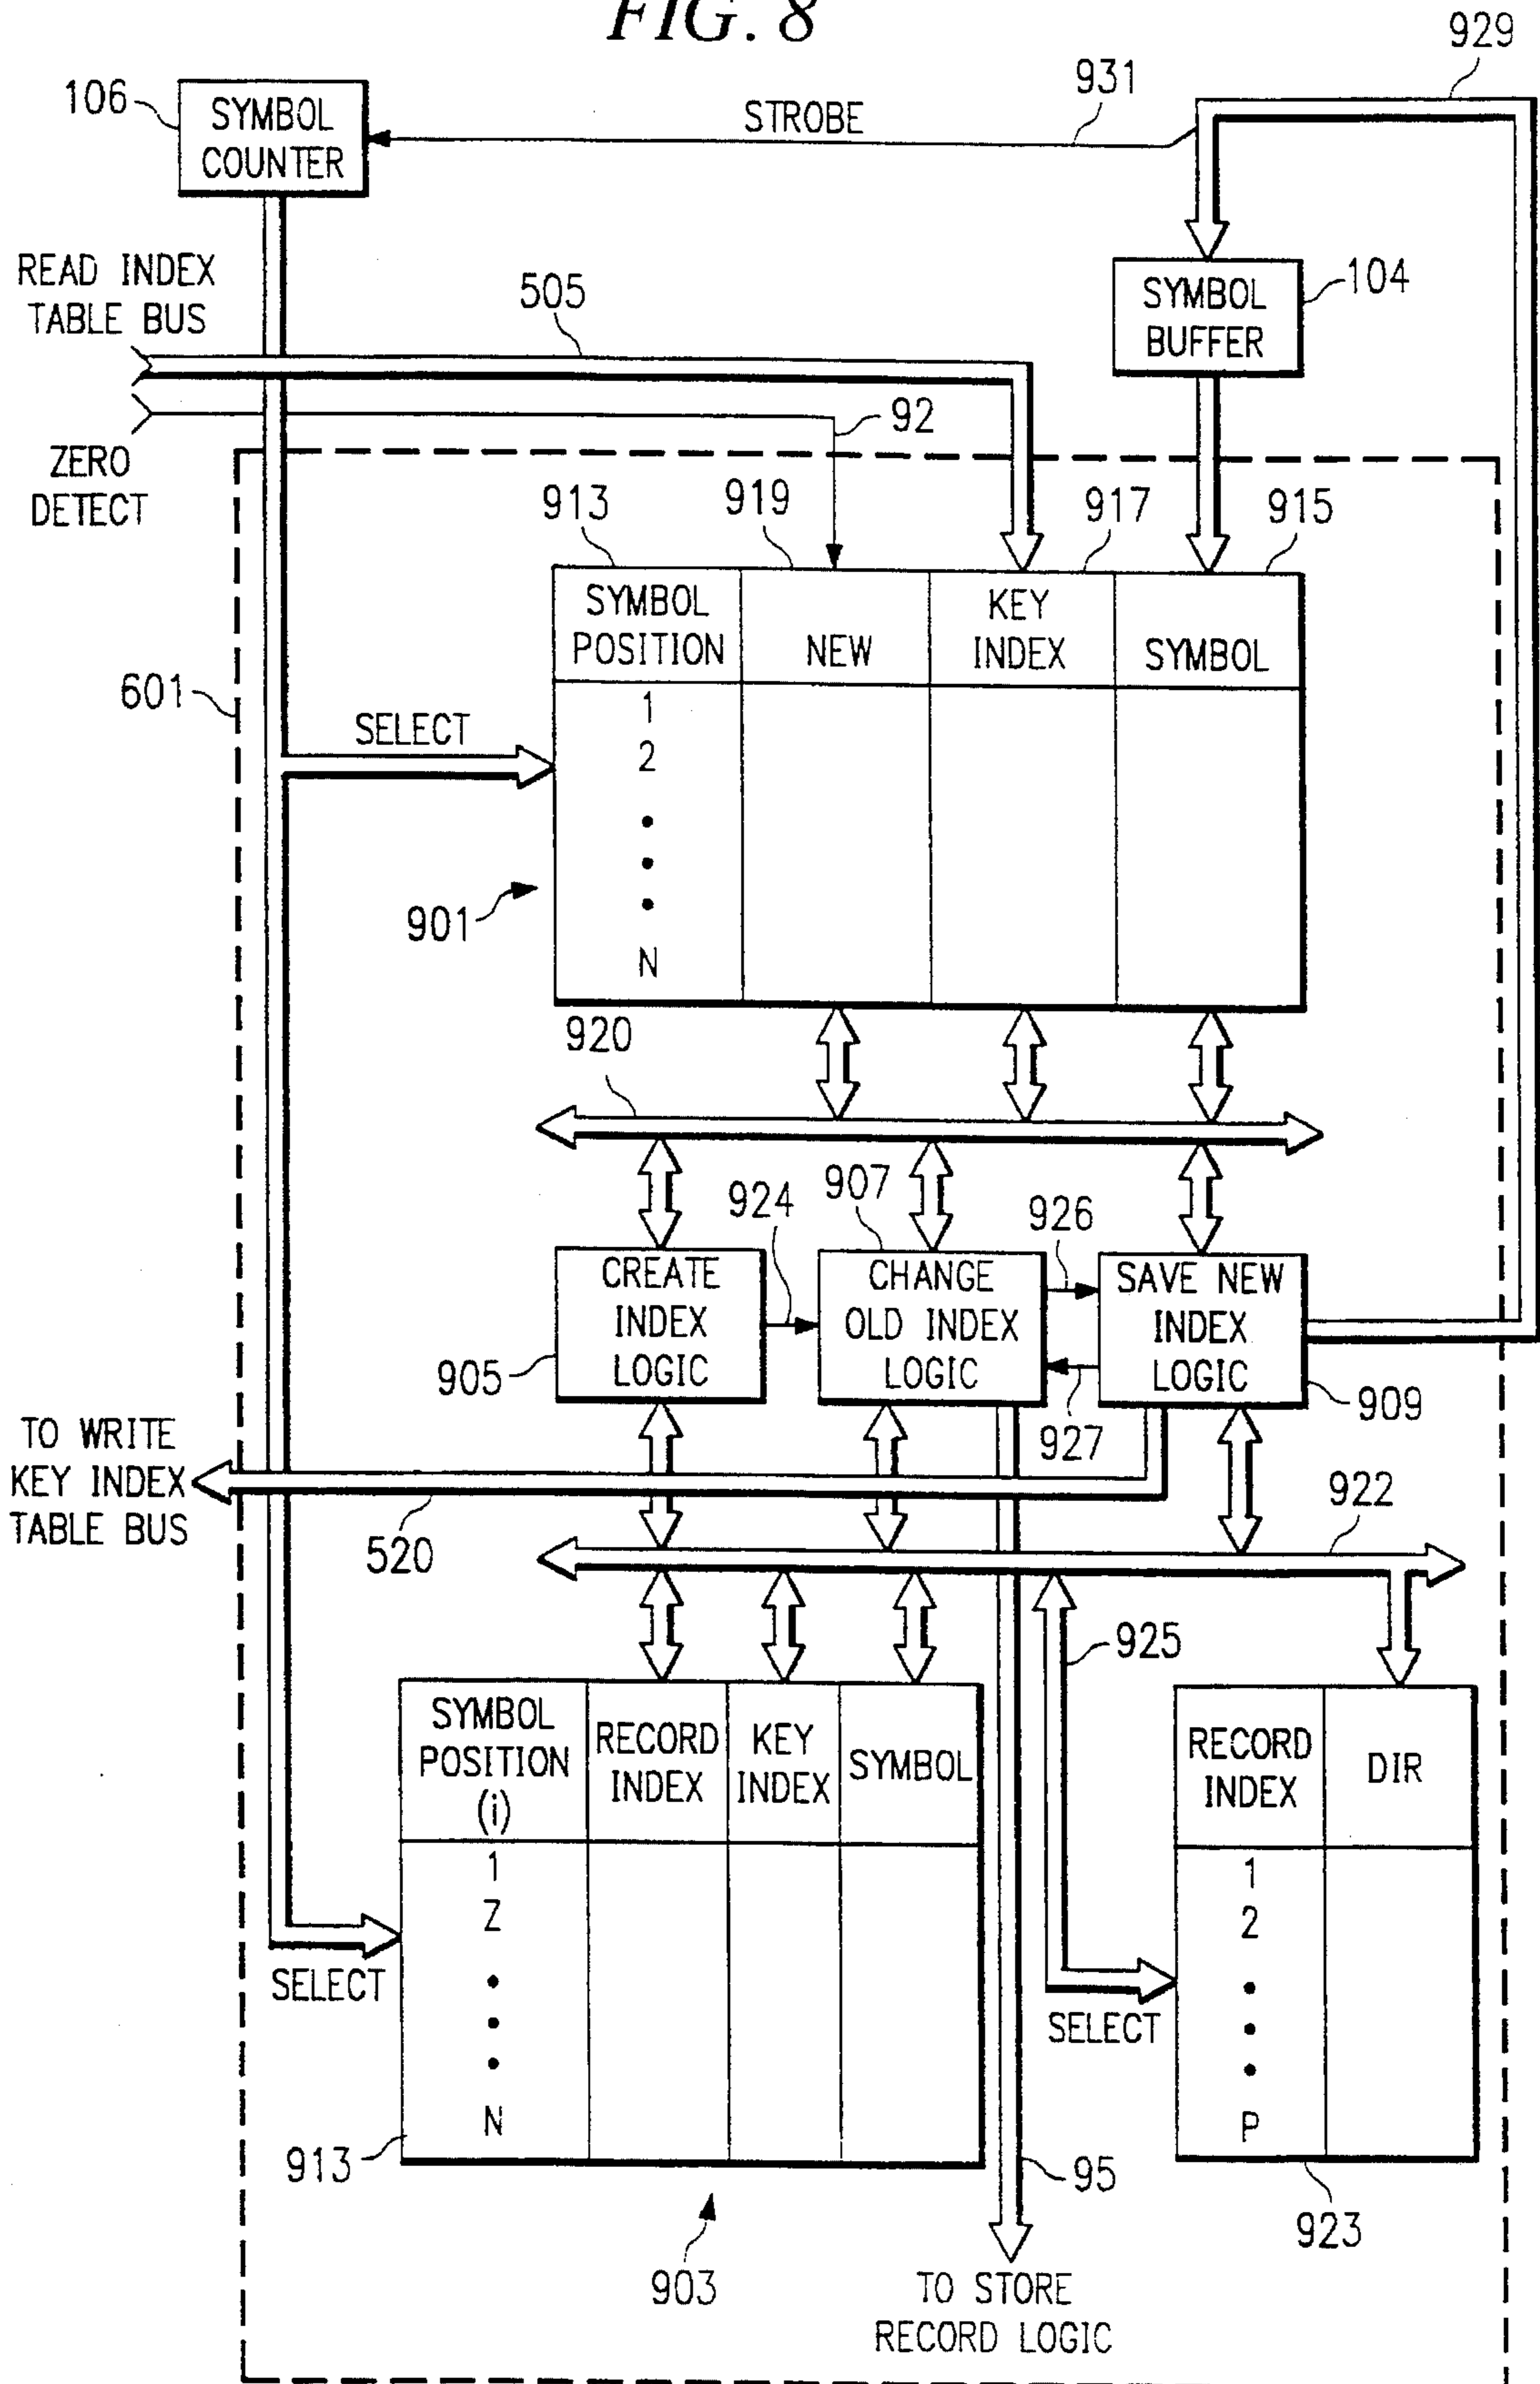 FIG. 8
929
931
106
SYMBOL
COUNTER
STROBE
READ INDEX
TABLE BUS
505
SYMBOL
BUFFER
104
92
ZERO
DETECT
913
919
917
915
SYMBOL
POSITION
NEW
KEY
INDEX
SYMBOL
601
SELECT
1
2
N
901
920
924
907
926
CREATE
INDEX
LOGIC
CHANGE
OLD INDEX
LOGIC
SAVE NEW
INDEX
LOGIC
905
927
909
TO WRITE
KEY INDEX
TABLE BUS
520
922
925
SYMBOL
POSITION
(i)
RECORD
INDEX
KEY
INDEX
SYMBOL
RECORD
INDEX
DIR
1
Z
N
1
2
P
SELECT
SELECT
913
95
923
903
TO STORE
RECORD LOGIC